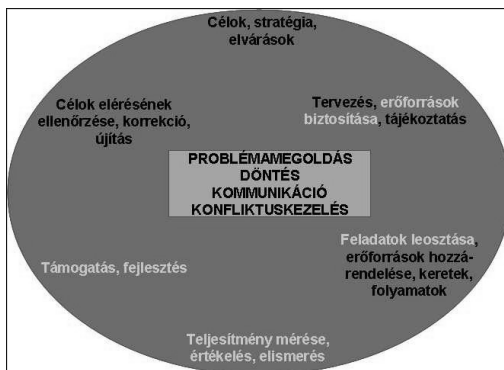 Célok, stratégia,
elvárások
Tervezés, erőforrások
biztosítása, tájékoztatás
Feladatok leosztása,
erőforrások hozzá-
rendelése, keretek,
folyamatok
Teljesítmény mérése,
értékelés, elismerés
Támogatás, fejlesztés
Célok elérésének
ellenőrzése, korrekció,
újítás
PROBLÉMAMEGOLDÁS
DÖNTÉS
KOMMUNIKÁCIÓ
KONFLIKTUSKEZELÉS